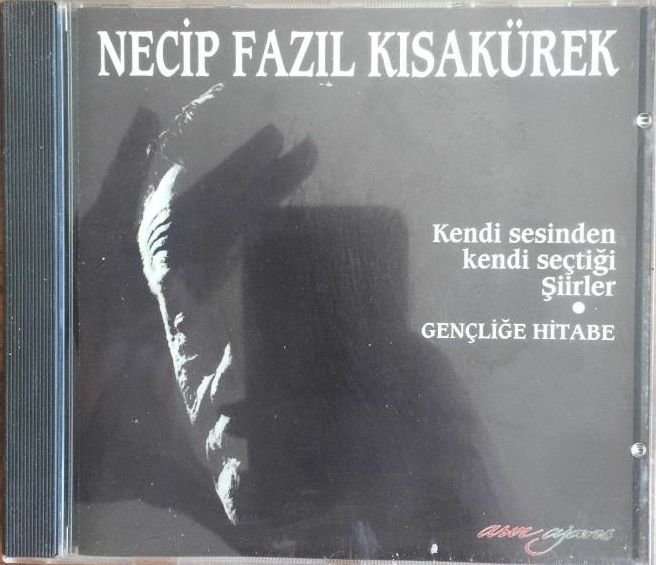 NECİP FAZIL KISAKÜREK
Kendi sesinden
kendi seçtiği
Şiirler
•
GENÇLİĞE HİTABE
asır ajans